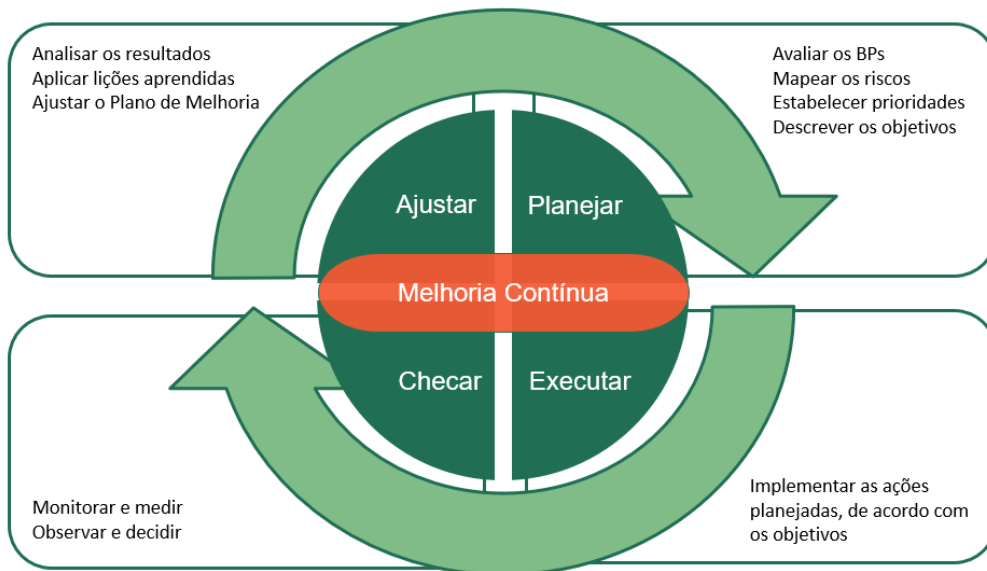 Analisar os resultados
Aplicar lições aprendidas
Ajustar o Plano de Melhoria
Avaliar os BPs
Mapear os riscos
Estabelecer prioridades
Descrever os objetivos
Ajustar
Planejar
Melhoria Contínua
Checar
Executar
Monitorar e medir
Observar e decidir
Implementar as ações
planejadas, de acordo com
os objetivos